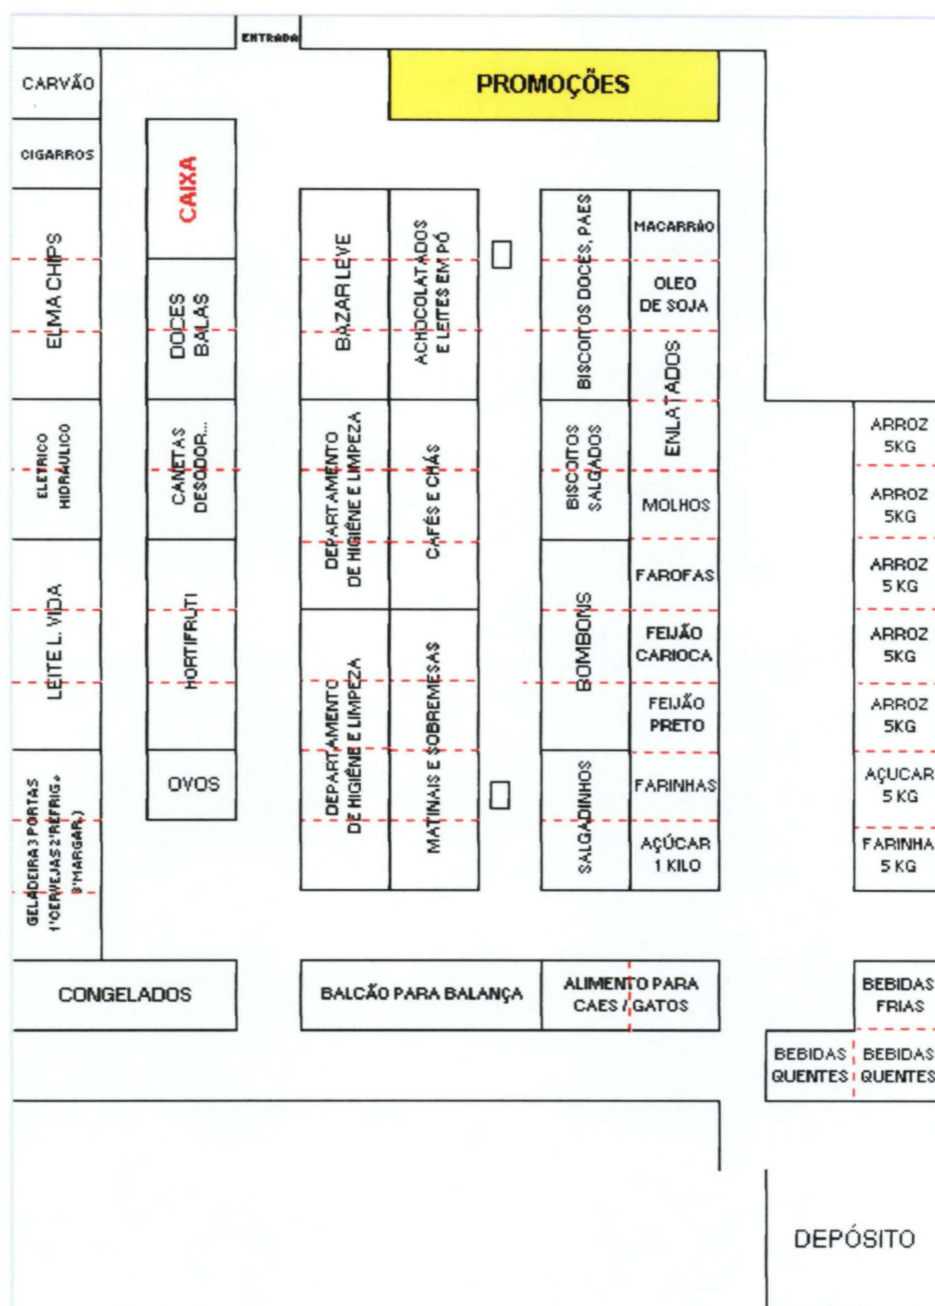 ENTRADA
CARVÃO
CIGARROS
ELMA CHIPS
ELETRICO
HIDRÁULICO
LEITE L. VIDA
GELADEIRA 3 PORTAS
1ªCERVEJAS 2ªREFRIG.
3ªMARGAR.)
CONGELADOS
CAIXA
DOCES
BALAS
CANETAS
DESODOR...
HORTIFRUTI
OVOS
PROMOÇÕES
BAZAR LEVE
DEPARTAMENTO
DE HIGIÊNE E LIMPEZA
DEPARTAMENTO
DE HIGIÊNE E LIMPEZA
ACHOCOLATADOS
E LEITES EM PÓ
CAFÉS E CHÁS
MATINAIS E SOBREMESAS
BALCÃO PARA BALANÇA
BISCOITOS DOCES, PAES
BISCOITOS
SALGADOS
BOMBONS
SALGADINHOS
MACARRÃO
OLEO
DE SOJA
ENLATADOS
MOLHOS
FAROFAS
FEIJÃO
CARIOCA
FEIJÃO
PRETO
FARINHAS
AÇÚCAR
1 KILO
ALIMENTO PARA
CAES / GATOS
ARROZ
5KG
ARROZ
5KG
ARROZ
5 KG
ARROZ
5KG
ARROZ
5KG
AÇUCAR
5 KG
FARINHA
5 KG
BEBIDAS
FRIAS
BEBIDAS
QUENTES
BEBIDAS
QUENTES
DEPÓSITO